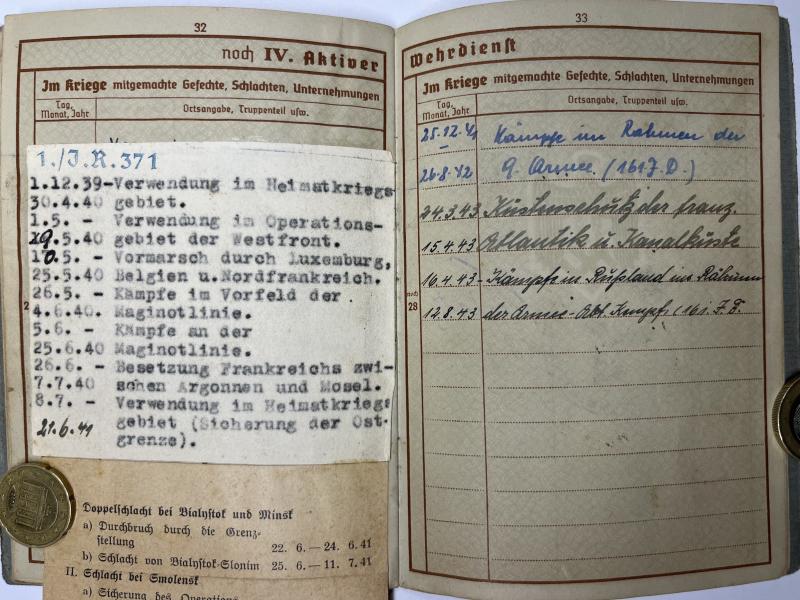 32
noch IV. Aktiver
Im Kriege mitgemachte Gefechte, Schlachten, Unternehmungen
Tag, Monat, Jahr
Ortsangabe, Truppenteil usw.
1./J.R.371
1.12.39-Verwendung im Heimatkriegs
30.4.40 gebiet.
1.5. - Verwendung im Operations-
29.5.40 gebiet der Westfront.
10.5. - Vormarsch durch Luxemburg,
25.5.40 Belgien u.Nordfrankreich.
26.5. - Kämpfe im Vorfeld der
4.6.40. Maginotlinie.
5.6. - Kämpfe an der
25.6.40 Maginotlinie.
26.6. - Besetzung Frankreichs zwi-
7.7.40 schen Argonnen und Mosel.
8.7. - Verwendung im Heimatkriegs
21.6.41 gebiet (Sicherung der Ost-
grenze).
Doppelschlacht bei Bialystok und Minsk
a) Durchbruch durch die Grenz-
stellung 22. 6.—24. 6.41
b) Schlacht von Bialystok-Slonim 25. 6.—11. 7.41
II. Schlacht bei Smolensk
a) Sicherung des Operations-
33
Wehrdienst
Im Kriege mitgemachte Gefechte, Schlachten, Unternehmungen
Tag, Monat, Jahr
Ortsangabe, Truppenteil usw.
25.12.41 Kämpfe im Rahmen der
–
26.8.42 9. Armee. (161 J.D.)
24.3.43 Küstenschutz der franz.
15.4.43 Atlantik u. Kanalküste
16.4.43- Kämpfe in Rußland im Rahmen
noch
28
12.8.43 der Armee-Abt. Kempf, (161. J.D.